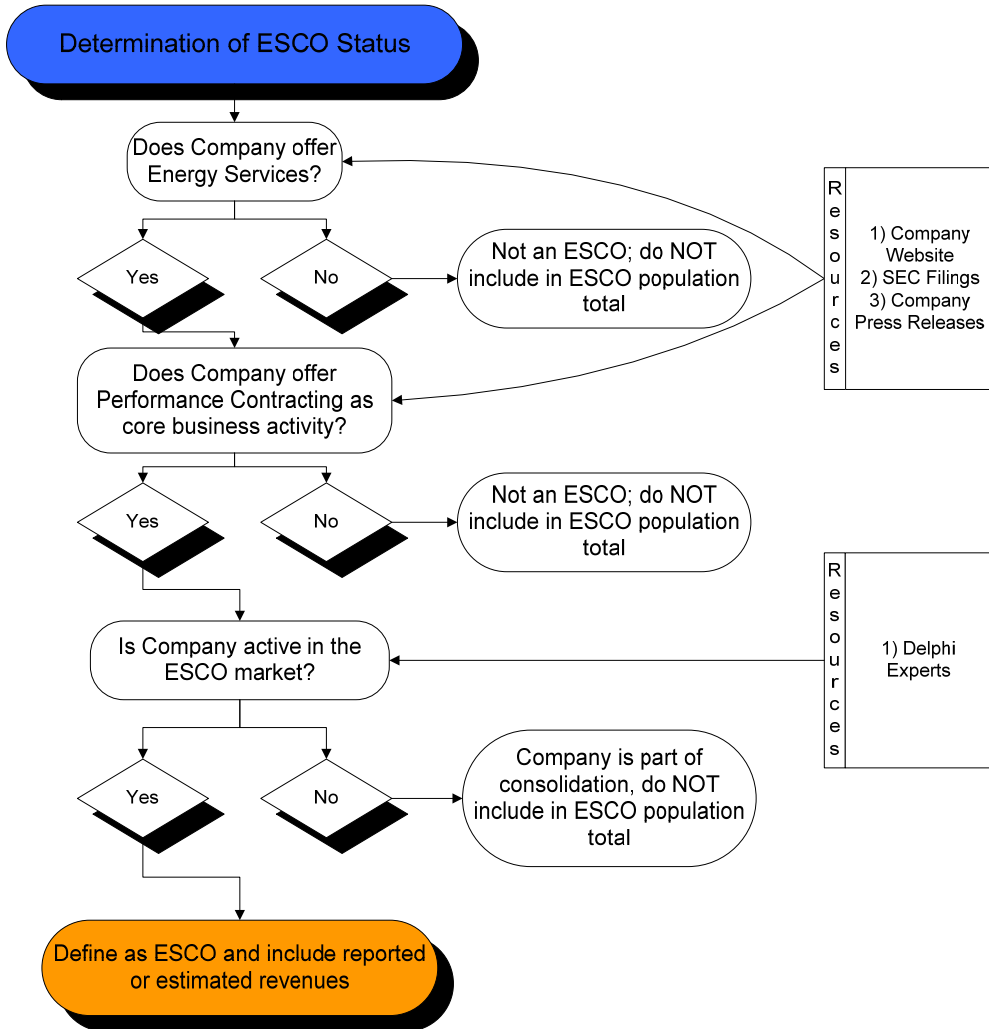 Determination of ESCO Status
Does Company offer
Energy Services?
Yes
No
Not an ESCO; do NOT
include in ESCO population
total
Resources
1) Company
Website
2) SEC Filings
3) Company
Press Releases
Does Company offer
Performance Contracting as
core business activity?
Yes
No
Not an ESCO; do NOT
include in ESCO population
total
Is Company active in the
ESCO market?
Resources
1) Delphi
Experts
Yes
No
Company is part of
consolidation, do NOT
include in ESCO population
total
Define as ESCO and include reported
or estimated revenues